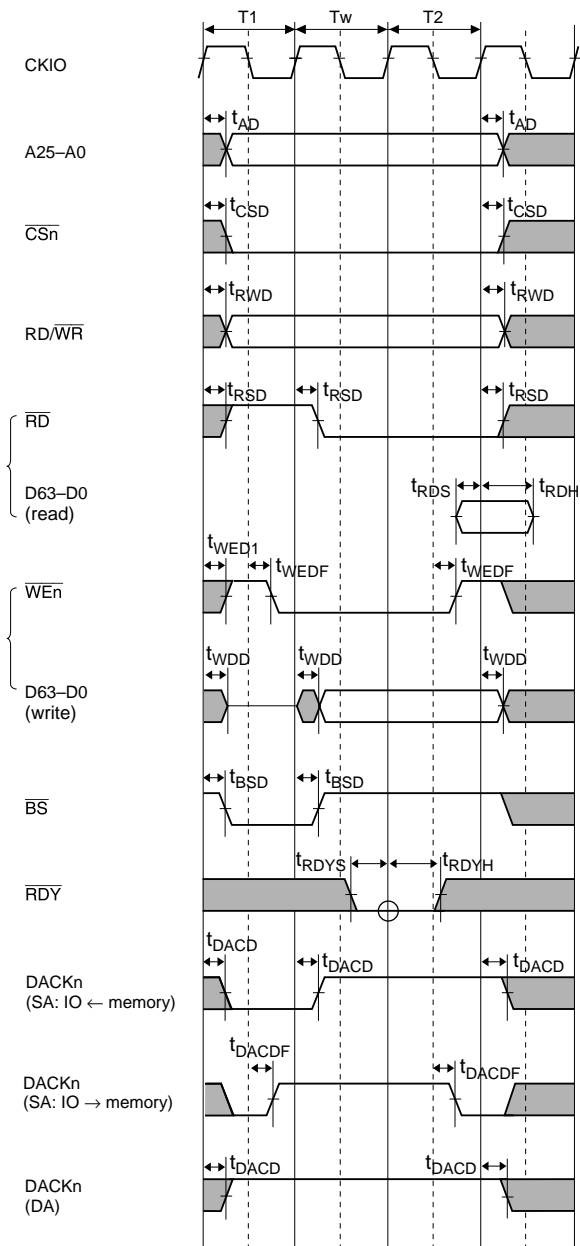 T1 Tw T2
CKIO
tAD tAD
A25–A0
tCSD tCSD
CSn
tRWD tRWD
RD/WR
tRSD tRSD tRSD
RD
tRDS tRDH
D63–D0
(read)
tWED1 tWEDF tWEDF
WEn
tWDD tWDD tWDD
D63–D0
(write)
tBSD tBSD
BS
tRDYS tRDYH
RDY
tDACD tDACD tDACD
DACKn
(SA: IO ← memory)
tDACDF tDACDF
DACKn
(SA: IO → memory)
tDACD tDACD
DACKn
(DA)